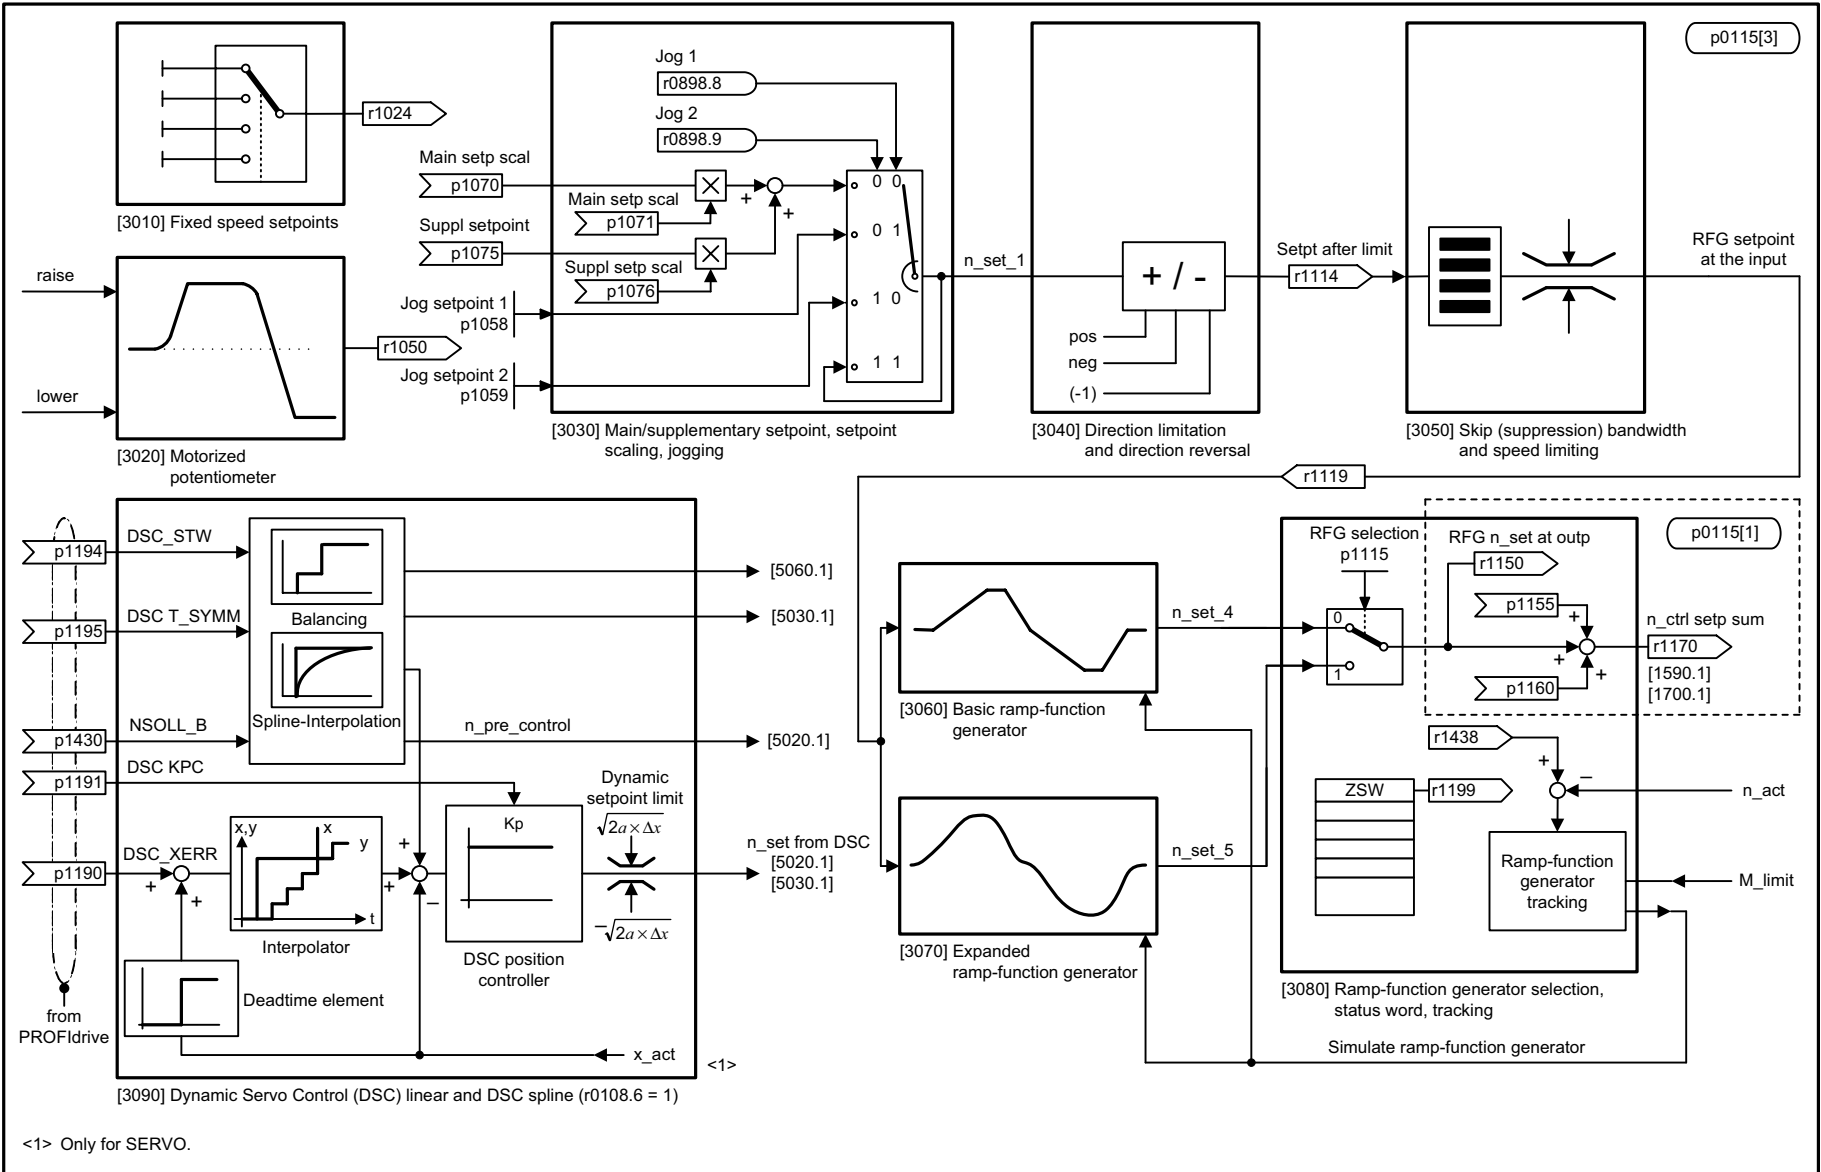 p0115[3]
r1024
[3010] Fixed speed setpoints
raise
lower
r1050
[3020] Motorized
potentiometer
Jog 1
r0898.8
Jog 2
r0898.9
Main setp scal
p1070
Main setp scal
p1071
Suppl setpoint
p1075
Suppl setp scal
p1076
Jog setpoint 1
p1058
Jog setpoint 2
p1059
+
+
0 0
0 1
1 0
1 1
n_set_1
[3030] Main/supplementary setpoint, setpoint
scaling, jogging
+ / -
pos
neg
(-1)
[3040] Direction limitation
and direction reversal
Setpt after limit
r1114
[3050] Skip (suppression) bandwidth
and speed limiting
RFG setpoint
at the input
r1119
p1194
DSC_STW
p1195
DSC T_SYMM
p1430
NSOLL_B
p1191
DSC KPC
p1190
DSC_XERR
+
+
from
PROFIdrive
Balancing
Spline-Interpolation
[5060.1]
[5030.1]
n_pre_control
[5020.1]
x,y
x
y
t
Interpolator
+
+
−
Kp
DSC position
controller
Dynamic
setpoint limit
√2a×Δx
−√2a×Δx
n_set from DSC
[5020.1]
[5030.1]
Deadtime element
x_act
<1>
[3090] Dynamic Servo Control (DSC) linear and DSC spline (r0108.6 = 1)
n_set_4
[3060] Basic ramp-function
generator
n_set_5
[3070] Expanded
ramp-function generator
RFG selection
p1115
0
1
RFG n_set at outp
r1150
p1155
+
+
+
p1160
p0115[1]
n_ctrl setp sum
r1170
[1590.1]
[1700.1]
r1438
+
−
n_act
ZSW
r1199
Ramp-function
generator
tracking
M_limit
[3080] Ramp-function generator selection,
status word, tracking
Simulate ramp-function generator
<1> Only for SERVO.